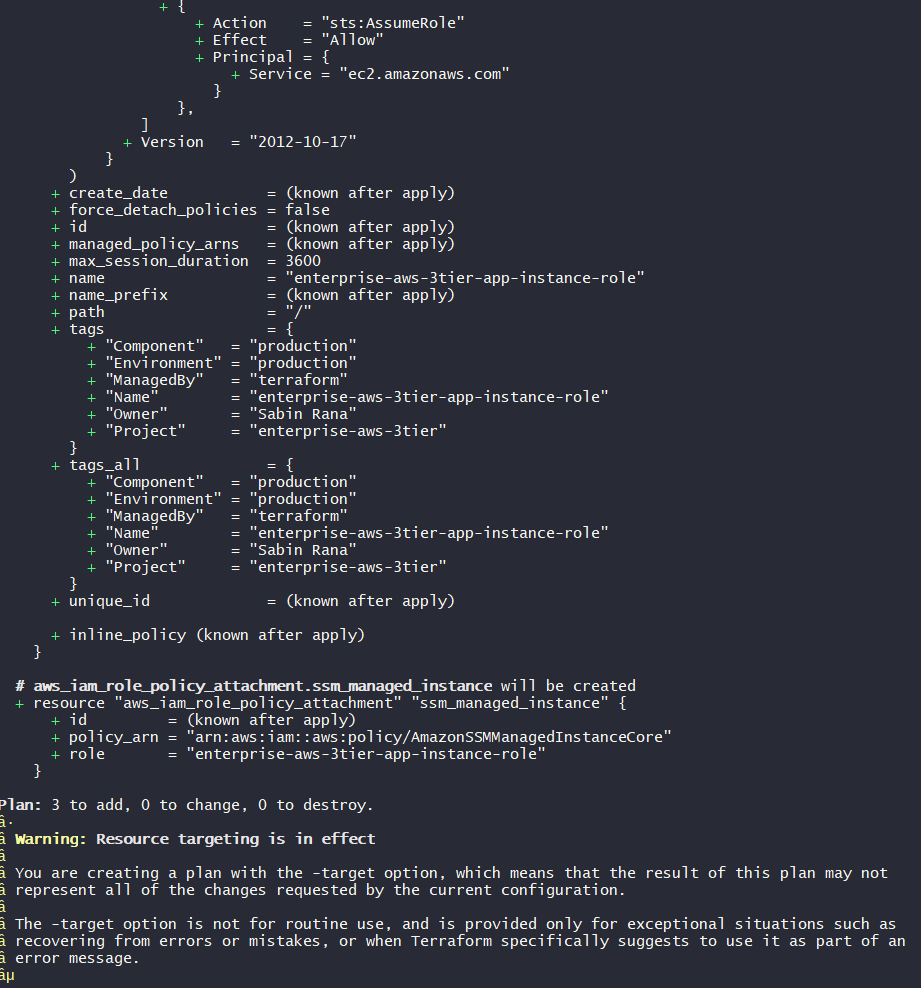 + {
+ Action    = "sts:AssumeRole"
+ Effect    = "Allow"
+ Principal = {
+ Service = "ec2.amazonaws.com"
}
},
]
+ Version   = "2012-10-17"
}
)
+ create_date           = (known after apply)
+ force_detach_policies = false
+ id                    = (known after apply)
+ managed_policy_arns   = (known after apply)
+ max_session_duration  = 3600
+ name                  = "enterprise-aws-3tier-app-instance-role"
+ name_prefix           = (known after apply)
+ path                  = "/"
+ tags                  = {
+ "Component"   = "production"
+ "Environment" = "production"
+ "ManagedBy"   = "terraform"
+ "Name"        = "enterprise-aws-3tier-app-instance-role"
+ "Owner"       = "Sabin Rana"
+ "Project"     = "enterprise-aws-3tier"
}
+ tags_all              = {
+ "Component"   = "production"
+ "Environment" = "production"
+ "ManagedBy"   = "terraform"
+ "Name"        = "enterprise-aws-3tier-app-instance-role"
+ "Owner"       = "Sabin Rana"
+ "Project"     = "enterprise-aws-3tier"
}
+ unique_id             = (known after apply)
+ inline_policy (known after apply)
}
# aws_iam_role_policy_attachment.ssm_managed_instance will be created
+ resource "aws_iam_role_policy_attachment" "ssm_managed_instance" {
+ id         = (known after apply)
+ policy_arn = "arn:aws:iam::aws:policy/AmazonSSMManagedInstanceCore"
+ role       = "enterprise-aws-3tier-app-instance-role"
}
Plan: 3 to add, 0 to change, 0 to destroy.
â·
â Warning: Resource targeting is in effect
â
â You are creating a plan with the -target option, which means that the result of this plan may not
â represent all of the changes requested by the current configuration.
â
â The -target option is not for routine use, and is provided only for exceptional situations such as
â recovering from errors or mistakes, or when Terraform specifically suggests to use it as part of an
â error message.
âµ